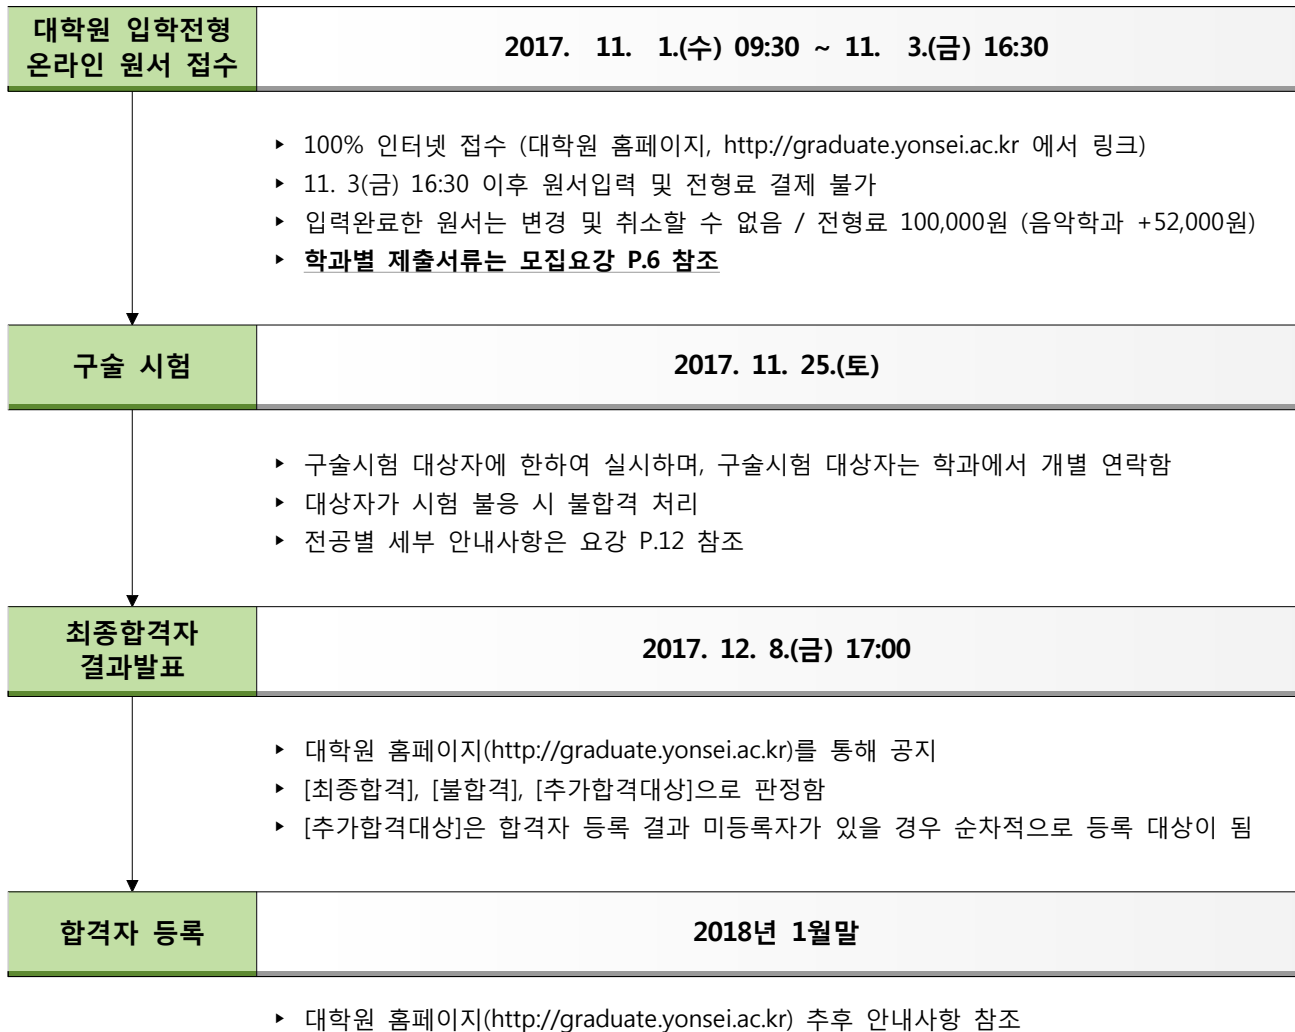 대학원 입학전형
온라인 원서 접수
2017. 11. 1.(수) 09:30 ~ 11. 3.(금) 16:30
▶ 100% 인터넷 접수 (대학원 홈페이지, http://graduate.yonsei.ac.kr 에서 링크)
▶ 11. 3(금) 16:30 이후 원서입력 및 전형료 결제 불가
▶ 입력완료한 원서는 변경 및 취소할 수 없음 / 전형료 100,000원 (음악학과 +52,000원)
▶ 학과별 제출서류는 모집요강 P.6 참조
구술 시험
2017. 11. 25.(토)
▶ 구술시험 대상자에 한하여 실시하며, 구술시험 대상자는 학과에서 개별 연락함
▶ 대상자가 시험 불응 시 불합격 처리
▶ 전공별 세부 안내사항은 요강 P.12 참조
최종합격자
결과발표
2017. 12. 8.(금) 17:00
▶ 대학원 홈페이지(http://graduate.yonsei.ac.kr)를 통해 공지
▶ [최종합격], [불합격], [추가합격대상]으로 판정함
▶ [추가합격대상]은 합격자 등록 결과 미등록자가 있을 경우 순차적으로 등록 대상이 됨
합격자 등록
2018년 1월말
▶ 대학원 홈페이지(http://graduate.yonsei.ac.kr) 추후 안내사항 참조